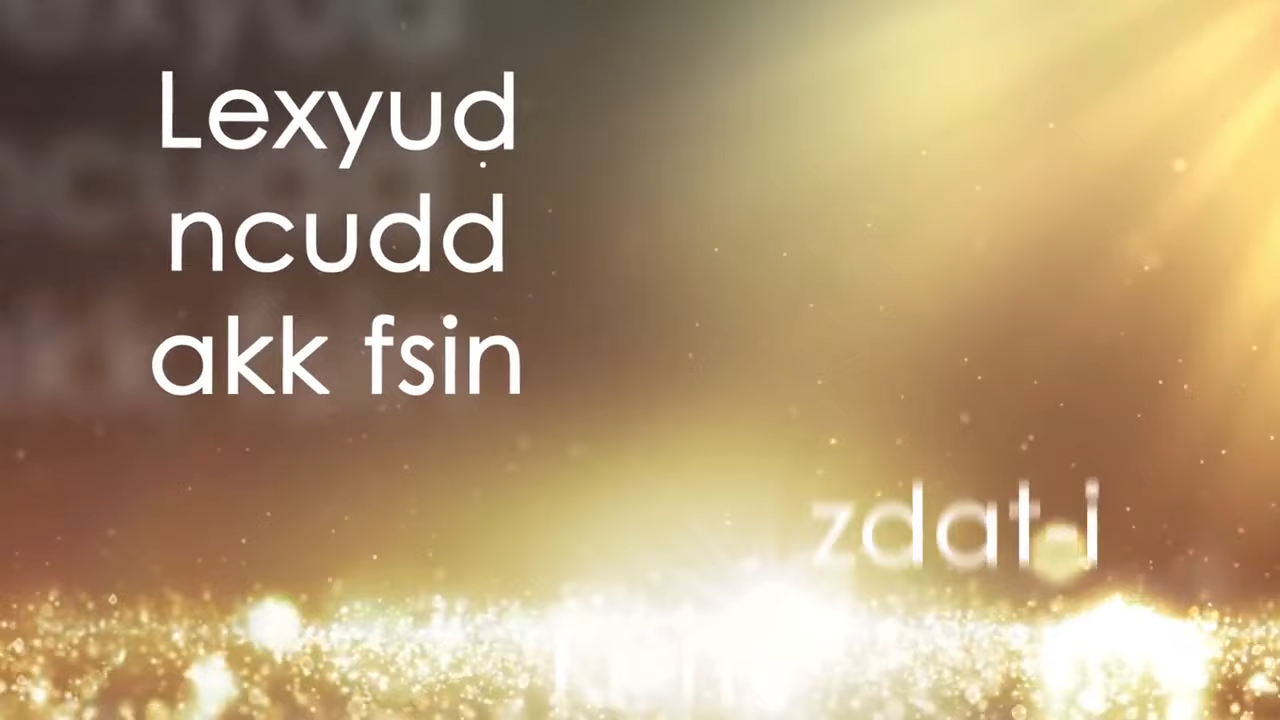 Lexyud
ncudd
akk fsin
zdat i